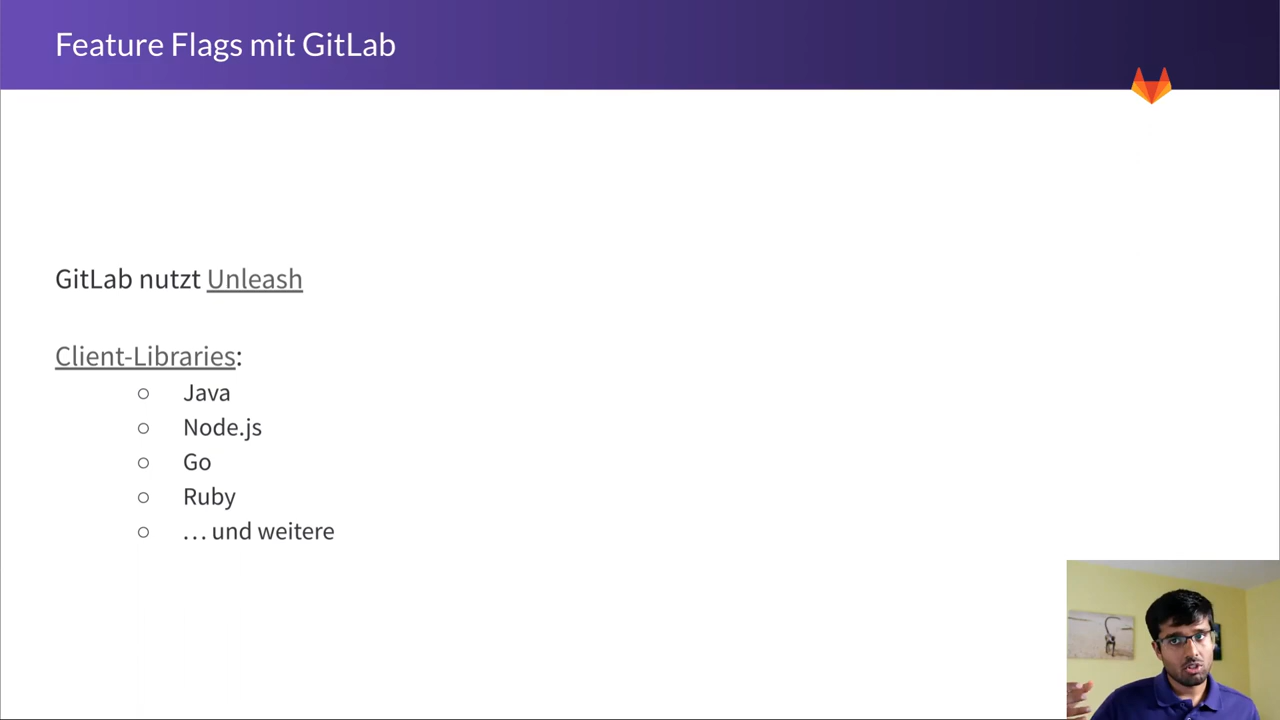 Feature Flags mit GitLab
GitLab nutzt Unleash
Client-Libraries:
○ Java
○ Node.js
○ Go
○ Ruby
○ … und weitere